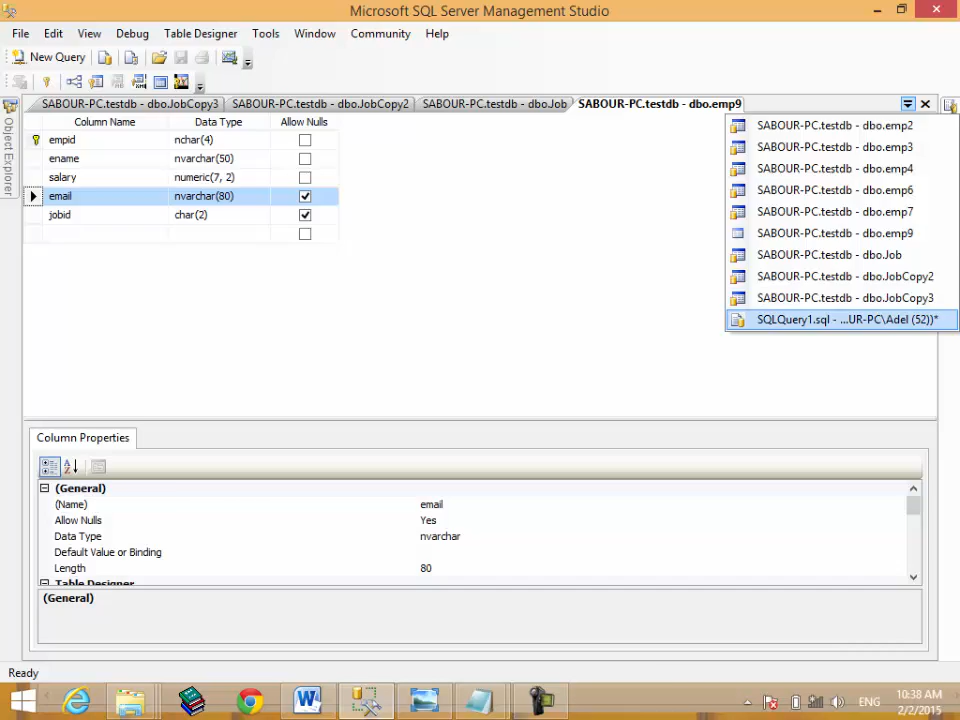 Microsoft SQL Server Management Studio
File Edit View Debug Table Designer Tools Window Community Help
New Query
SABOUR-PC.testdb - dbo.JobCopy3 SABOUR-PC.testdb - dbo.JobCopy2 SABOUR-PC.testdb - dbo.Job SABOUR-PC.testdb - dbo.emp9
Object Explorer
Column Name Data Type Allow Nulls
empid nchar(4)
ename nvarchar(50)
salary numeric(7, 2)
email nvarchar(80)
jobid char(2)
SABOUR-PC.testdb - dbo.emp2
SABOUR-PC.testdb - dbo.emp3
SABOUR-PC.testdb - dbo.emp4
SABOUR-PC.testdb - dbo.emp6
SABOUR-PC.testdb - dbo.emp7
SABOUR-PC.testdb - dbo.emp9
SABOUR-PC.testdb - dbo.Job
SABOUR-PC.testdb - dbo.JobCopy2
SABOUR-PC.testdb - dbo.JobCopy3
SQLQuery1.sql - ...UR-PC\Adel (52))*
Column Properties
(General)
(Name) email
Allow Nulls Yes
Data Type nvarchar
Default Value or Binding
Length 80
Table Designer
(General)
Ready
ENG
10:38 AM
2/2/2015